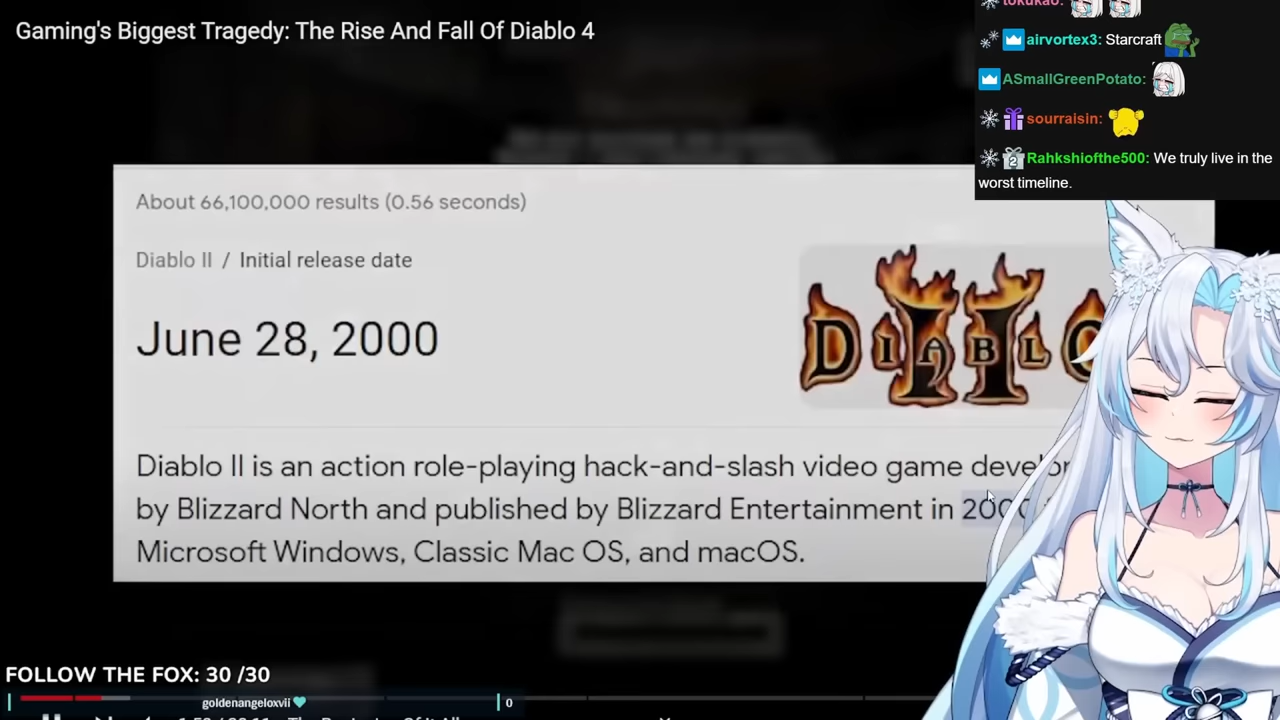 Gaming's Biggest Tragedy: The Rise And Fall Of Diablo 4
airvortex3: Starcraft
ASmallGreenPotato:
sourraisin:
2 Rahkshiofthe500: We truly live in the
worst timeline.
About 66,100,000 results (0.56 seconds)
Diablo II / Initial release date
June 28, 2000
DIABLO II
Diablo II is an action role-playing hack-and-slash video game
by Blizzard North and published by Blizzard Entertainment in 2000
Microsoft Windows, Classic Mac OS, and macOS.
FOLLOW THE FOX: 30 /30
goldenangeloxvii
0